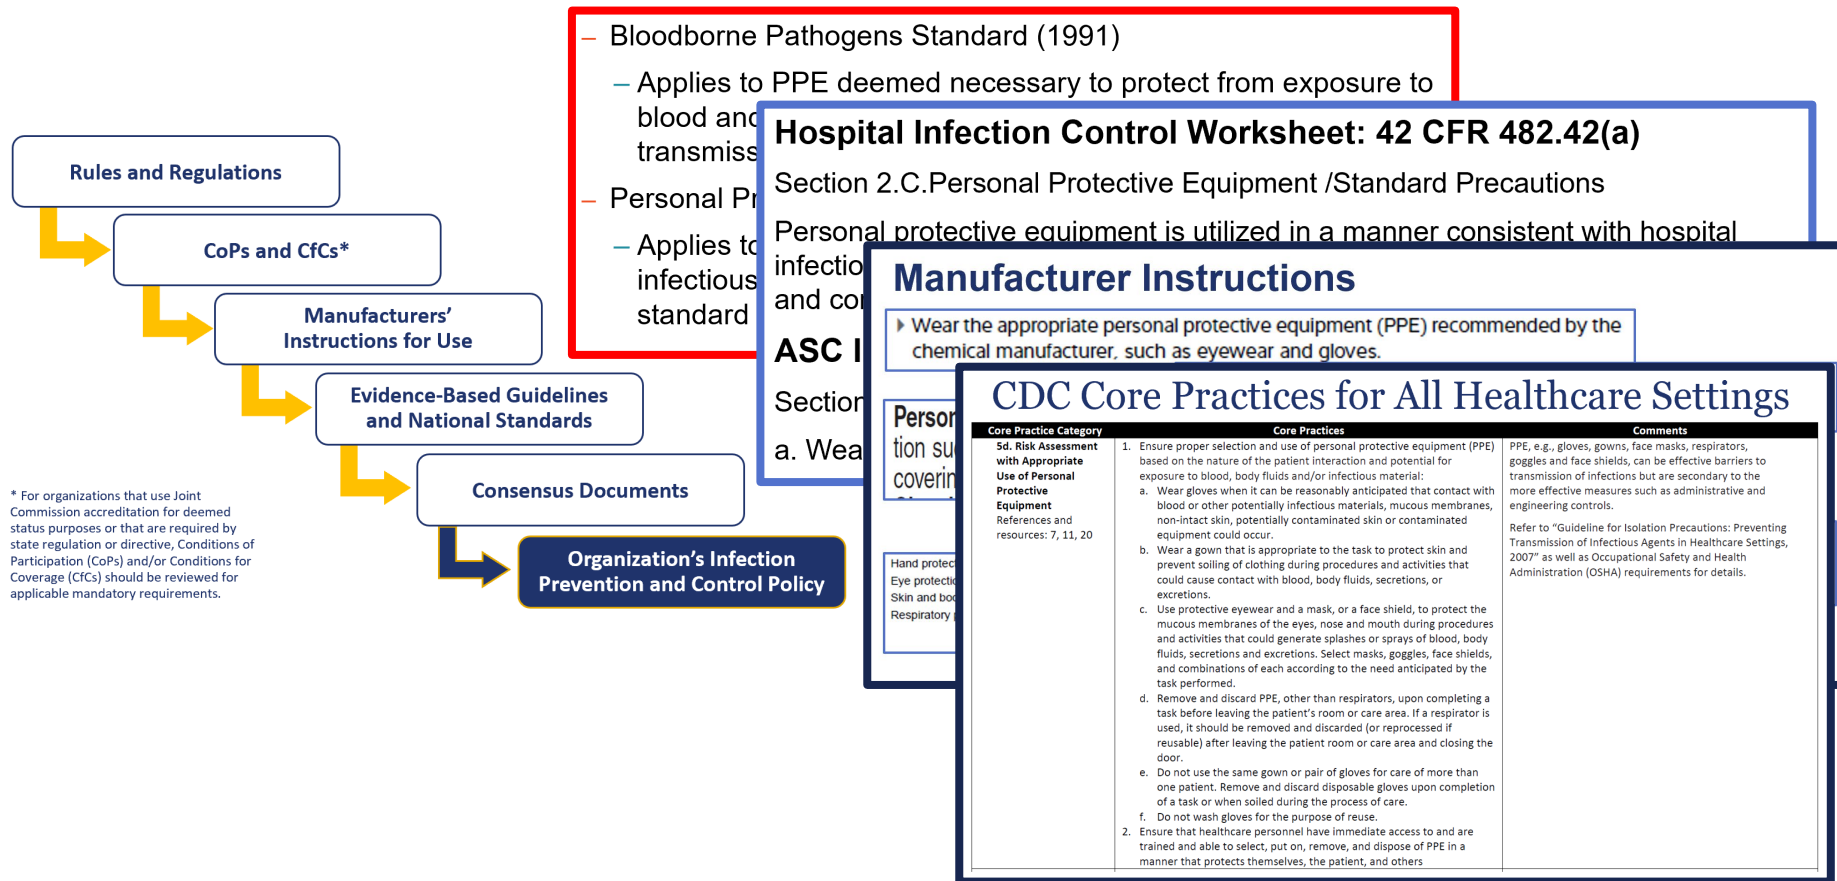 Rules and Regulations
CoPs and CfCs*
Manufacturers’
Instructions for Use
Evidence-Based Guidelines
and National Standards
Consensus Documents
Organization’s Infection
Prevention and Control Policy
* For organizations that use Joint
Commission accreditation for deemed
status purposes or that are required by
state regulation or directive, Conditions of
Participation (CoPs) and/or Conditions for
Coverage (CfCs) should be reviewed for
applicable mandatory requirements.
– Bloodborne Pathogens Standard (1991)
– Applies to PPE deemed necessary to protect from exposure to
blood and
transmiss
– Personal Pr
– Applies to
infectious
standard
Hospital Infection Control Worksheet: 42 CFR 482.42(a)
Section 2.C.Personal Protective Equipment /Standard Precautions
Personal protective equipment is utilized in a manner consistent with hospital
infectio
and cor
ASC I
Section
a. Wea
Manufacturer Instructions
Wear the appropriate personal protective equipment (PPE) recommended by the
chemical manufacturer, such as eyewear and gloves.
Person
tion su
coverin
Hand protec
Eye protectio
Skin and bod
Respiratory p
CDC Core Practices for All Healthcare Settings
Core Practice Category
Core Practices
Comments
5d. Risk Assessment
with Appropriate
Use of Personal
Protective
Equipment
References and
resources: 7, 11, 20
1. Ensure proper selection and use of personal protective equipment (PPE)
based on the nature of the patient interaction and potential for
exposure to blood, body fluids and/or infectious material:
a. Wear gloves when it can be reasonably anticipated that contact with
blood or other potentially infectious materials, mucous membranes,
non-intact skin, potentially contaminated skin or contaminated
equipment could occur.
b. Wear a gown that is appropriate to the task to protect skin and
prevent soiling of clothing during procedures and activities that
could cause contact with blood, body fluids, secretions, or
excretions.
c. Use protective eyewear and a mask, or a face shield, to protect the
mucous membranes of the eyes, nose and mouth during procedures
and activities that could generate splashes or sprays of blood, body
fluids, secretions and excretions. Select masks, goggles, face shields,
and combinations of each according to the need anticipated by the
task performed.
d. Remove and discard PPE, other than respirators, upon completing a
task before leaving the patient’s room or care area. If a respirator is
used, it should be removed and discarded (or reprocessed if
reusable) after leaving the patient room or care area and closing the
door.
e. Do not use the same gown or pair of gloves for care of more than
one patient. Remove and discard disposable gloves upon completion
of a task or when soiled during the process of care.
f. Do not wash gloves for the purpose of reuse.
2. Ensure that healthcare personnel have immediate access to and are
trained and able to select, put on, remove, and dispose of PPE in a
manner that protects themselves, the patient, and others
PPE, e.g., gloves, gowns, face masks, respirators,
goggles and face shields, can be effective barriers to
transmission of infections but are secondary to the
more effective measures such as administrative and
engineering controls.
Refer to “Guideline for Isolation Precautions: Preventing
Transmission of Infectious Agents in Healthcare Settings,
2007” as well as Occupational Safety and Health
Administration (OSHA) requirements for details.